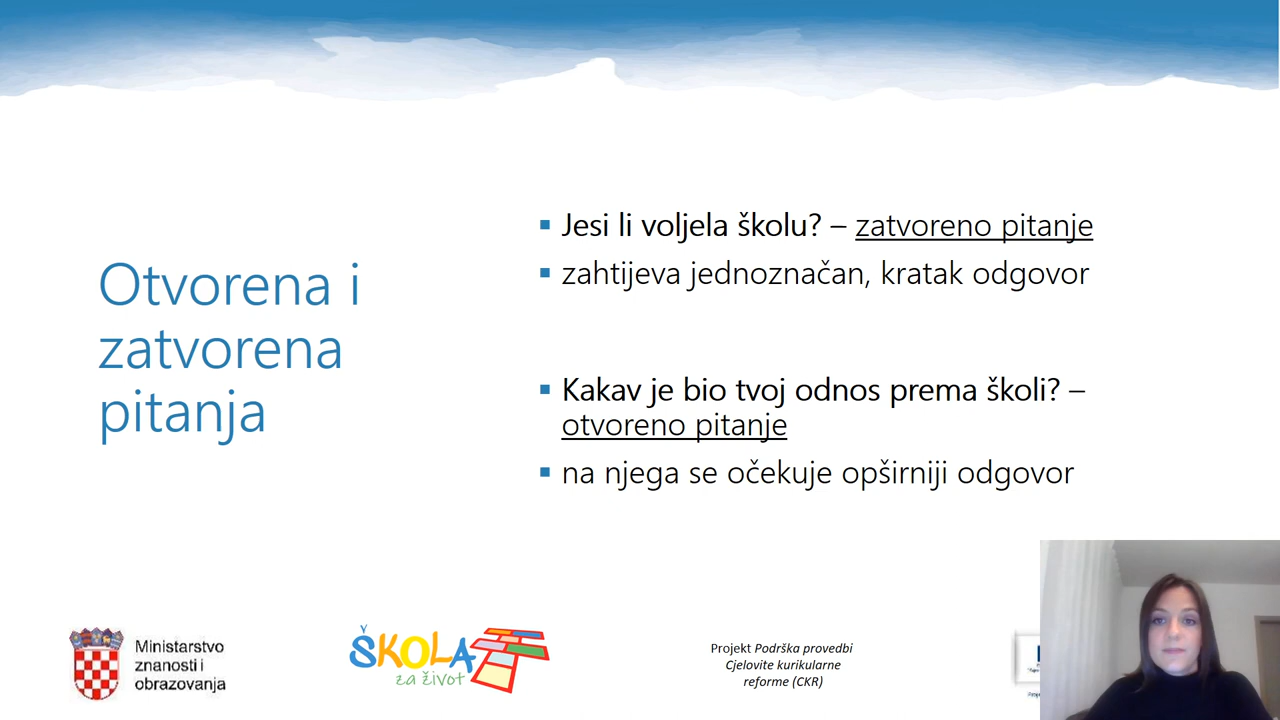 Otvorena i
zatvorena
pitanja
Jesi li voljela školu? – zatvoreno pitanje
zahtijeva jednoznačan, kratak odgovor
Kakav je bio tvoj odnos prema školi? –
otvoreno pitanje
na njega se očekuje opširniji odgovor
Ministarstvo
znanosti i
obrazovanja
ŠKOLA
za život
Projekt Podrška provedbi
Cjelovite kurikularne
reforme (CKR)